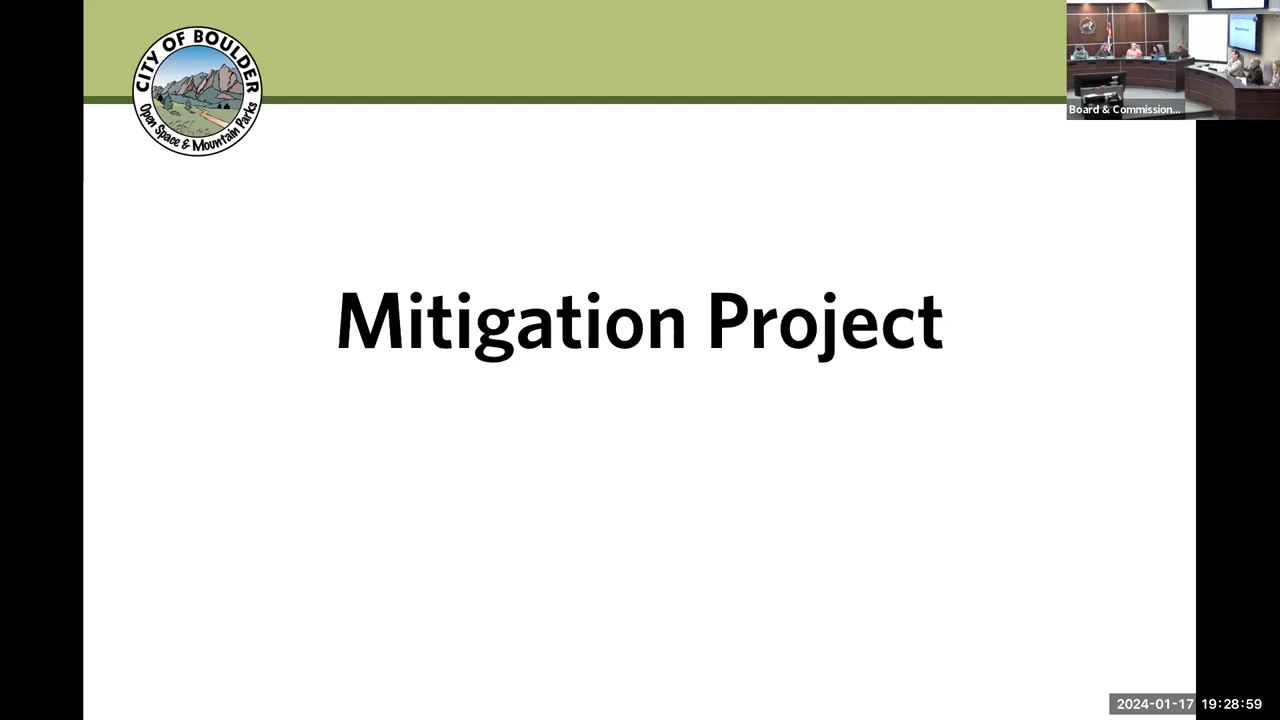 CITY OF BOULDER
Open Space & Mountain Parks
Board & Commission...
Mitigation Project
2024-01-17 19:28:59